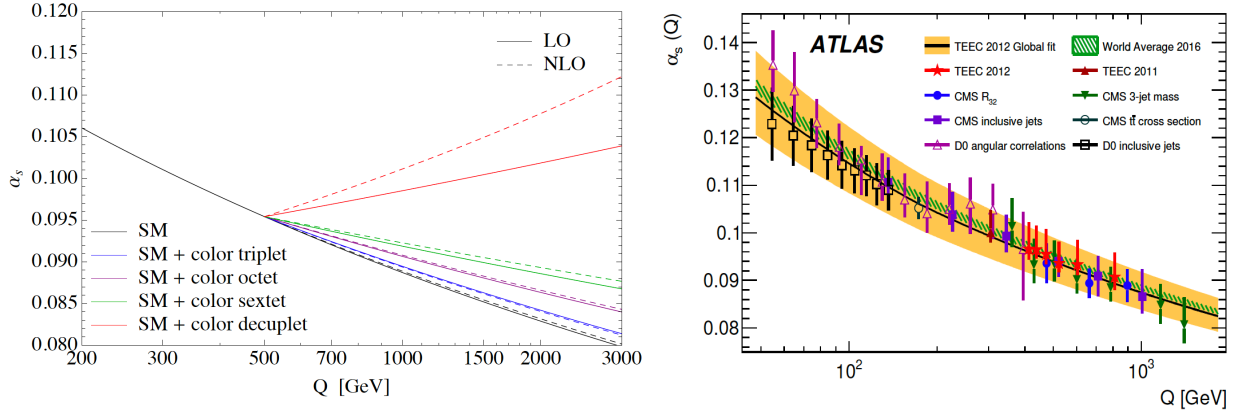 0.120
0.115
0.110
0.105
0.100
0.095
0.090
0.085
0.080
α_s
LO
NLO
SM
SM + color triplet
SM + color octet
SM + color sextet
SM + color decuplet
200 300 500 700 1000 1500 2000 3000
Q [GeV]
α_s (Q)
0.14
0.13
0.12
0.11
0.1
0.09
0.08
ATLAS
TEEC 2012 Global fit World Average 2016
TEEC 2012 TEEC 2011
CMS R_32 CMS 3-jet mass
CMS inclusive jets CMS tt̄ cross section
D0 angular correlations D0 inclusive jets
10² 10³
Q [GeV]